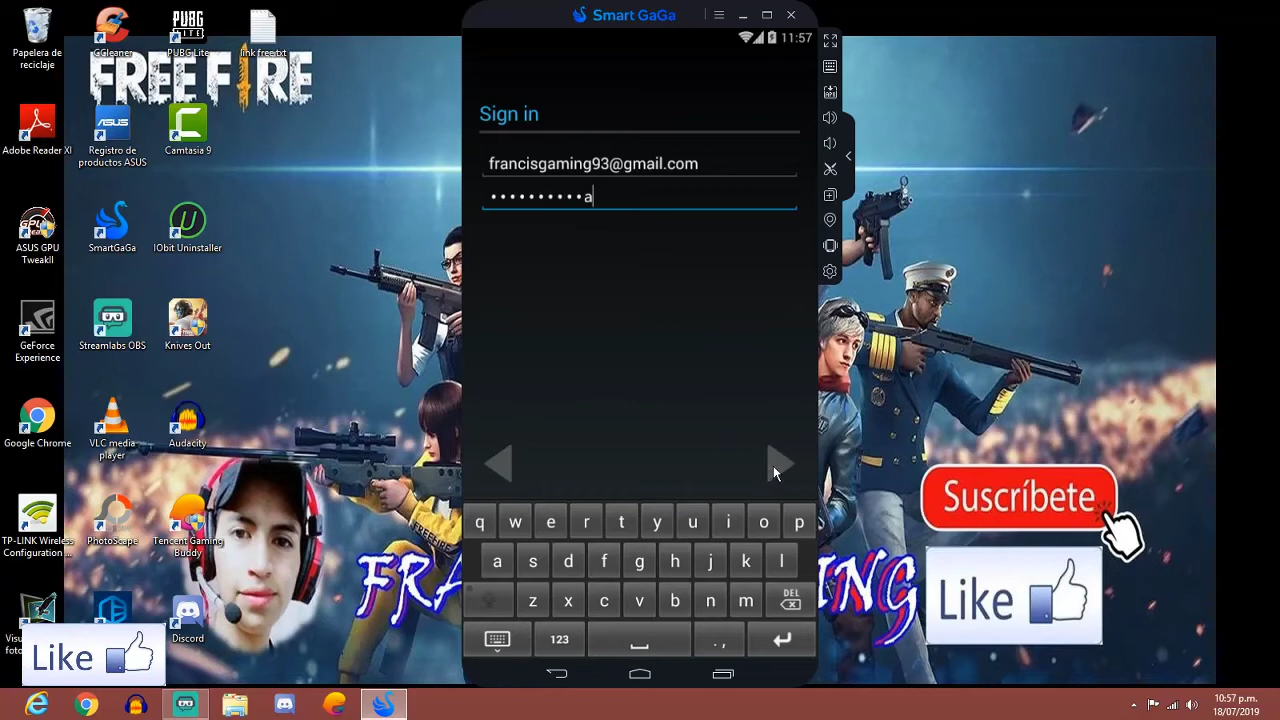 Papelera de
reciclaje
CCleaner
PUBG
LITE
PUBG Lite
link free.txt
FREE FIRE
Adobe Reader XI
ASUS
Registro de
productos ASUS
Camtasia 9
ASUS GPU
TweakII
SmartGaGa
IObit Uninstaller
GeForce
Experience
Streamlabs OBS
Knives Out
Google Chrome
VLC media
player
Audacity
TP-LINK Wireless
Configuration ...
PhotoScape
Tencent Gaming
Buddy
Discord
Like
Smart GaGa
11:57
Sign in
francisgaming93@gmail.com
••••••••••a
q w e r t y u i o p
a s d f g h j k l
z x c v b n m DEL
123 . ,
Suscríbete
Like
10:57 p.m.
18/07/2019